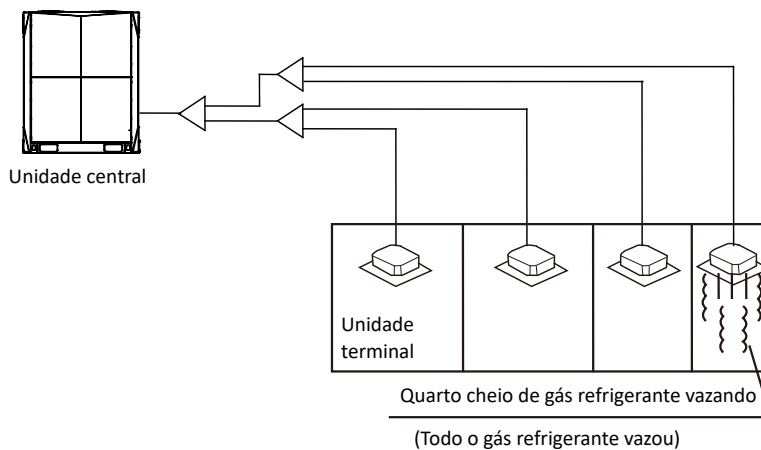 Unidade central
Unidade
terminal
Quarto cheio de gás refrigerante vazando
(Todo o gás refrigerante vazou)